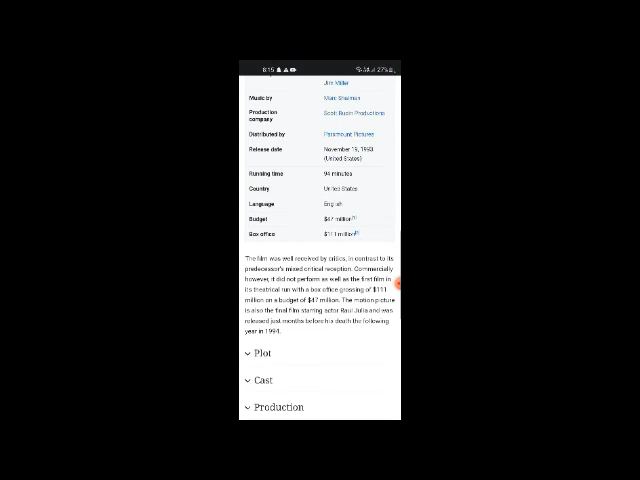 6:15
27%
Jim Miller
Music by Marc Shaiman
Production company Scott Rudin Productions
Distributed by Paramount Pictures
Release date November 19, 1993 (United States)
Running time 94 minutes
Country United States
Language English
Budget $47 million[1]
Box office $111 million[2]
The film was well received by critics, in contrast to its
predecessor's mixed critical reception. Commercially
however, it did not perform as well as the first film in
its theatrical run with a box office grossing of $111
million on a budget of $47 million. The motion picture
is also the final film starring actor Raul Julia and was
released just months before his death the following
year in 1994.
Plot
Cast
Production